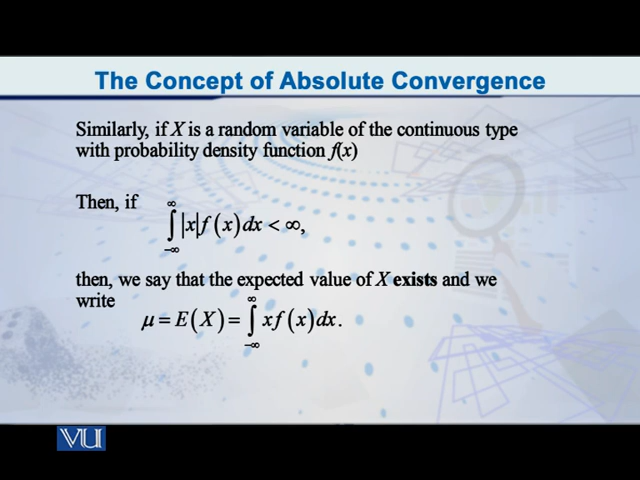 The Concept of Absolute Convergence
Similarly, if X is a random variable of the continuous type
with probability density function f(x)
Then, if
∫_{-∞}^{∞} |x|f(x)dx < ∞,
then, we say that the expected value of X exists and we
write
μ = E(X) = ∫_{-∞}^{∞} xf(x)dx.
VU